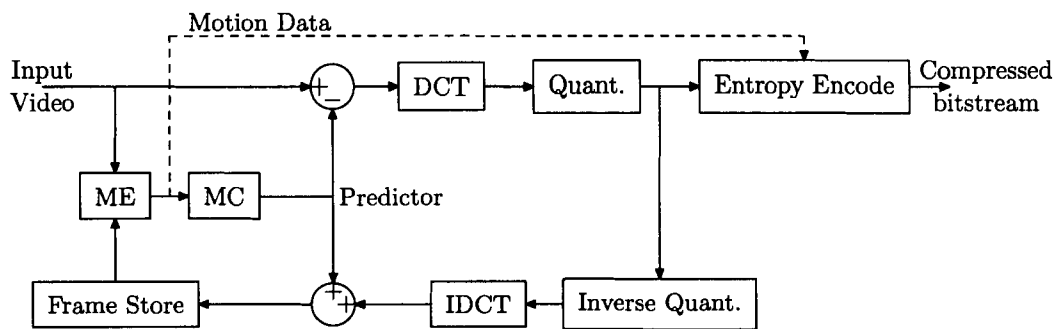 Motion Data
Input
Video
+
−
DCT
Quant.
Entropy Encode
Compressed
bitstream
ME
MC
Predictor
Frame Store
+
+
IDCT
Inverse Quant.